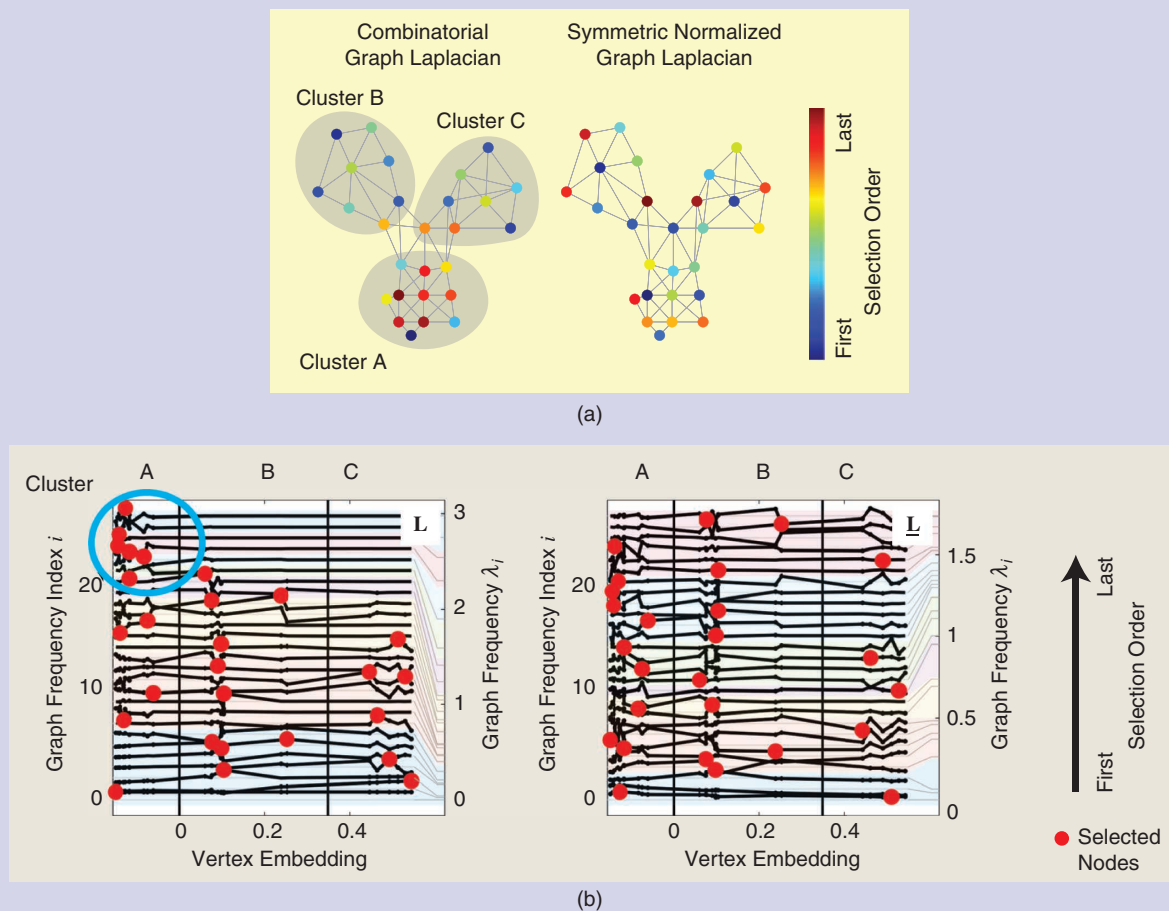 Combinatorial
Graph Laplacian
Symmetric Normalized
Graph Laplacian
Cluster B
Cluster C
Cluster A
Last
Selection Order
First
(a)
Cluster
A
B
C
L
Graph Frequency Index i
20
10
0
3
2
1
0
Graph Frequency λi
0
0.2
0.4
Vertex Embedding
A
B
C
L
Graph Frequency Index i
20
10
0
1.5
1
0.5
0
Graph Frequency λi
0
0.2
0.4
Vertex Embedding
Last
Selection Order
First
Selected
Nodes
(b)